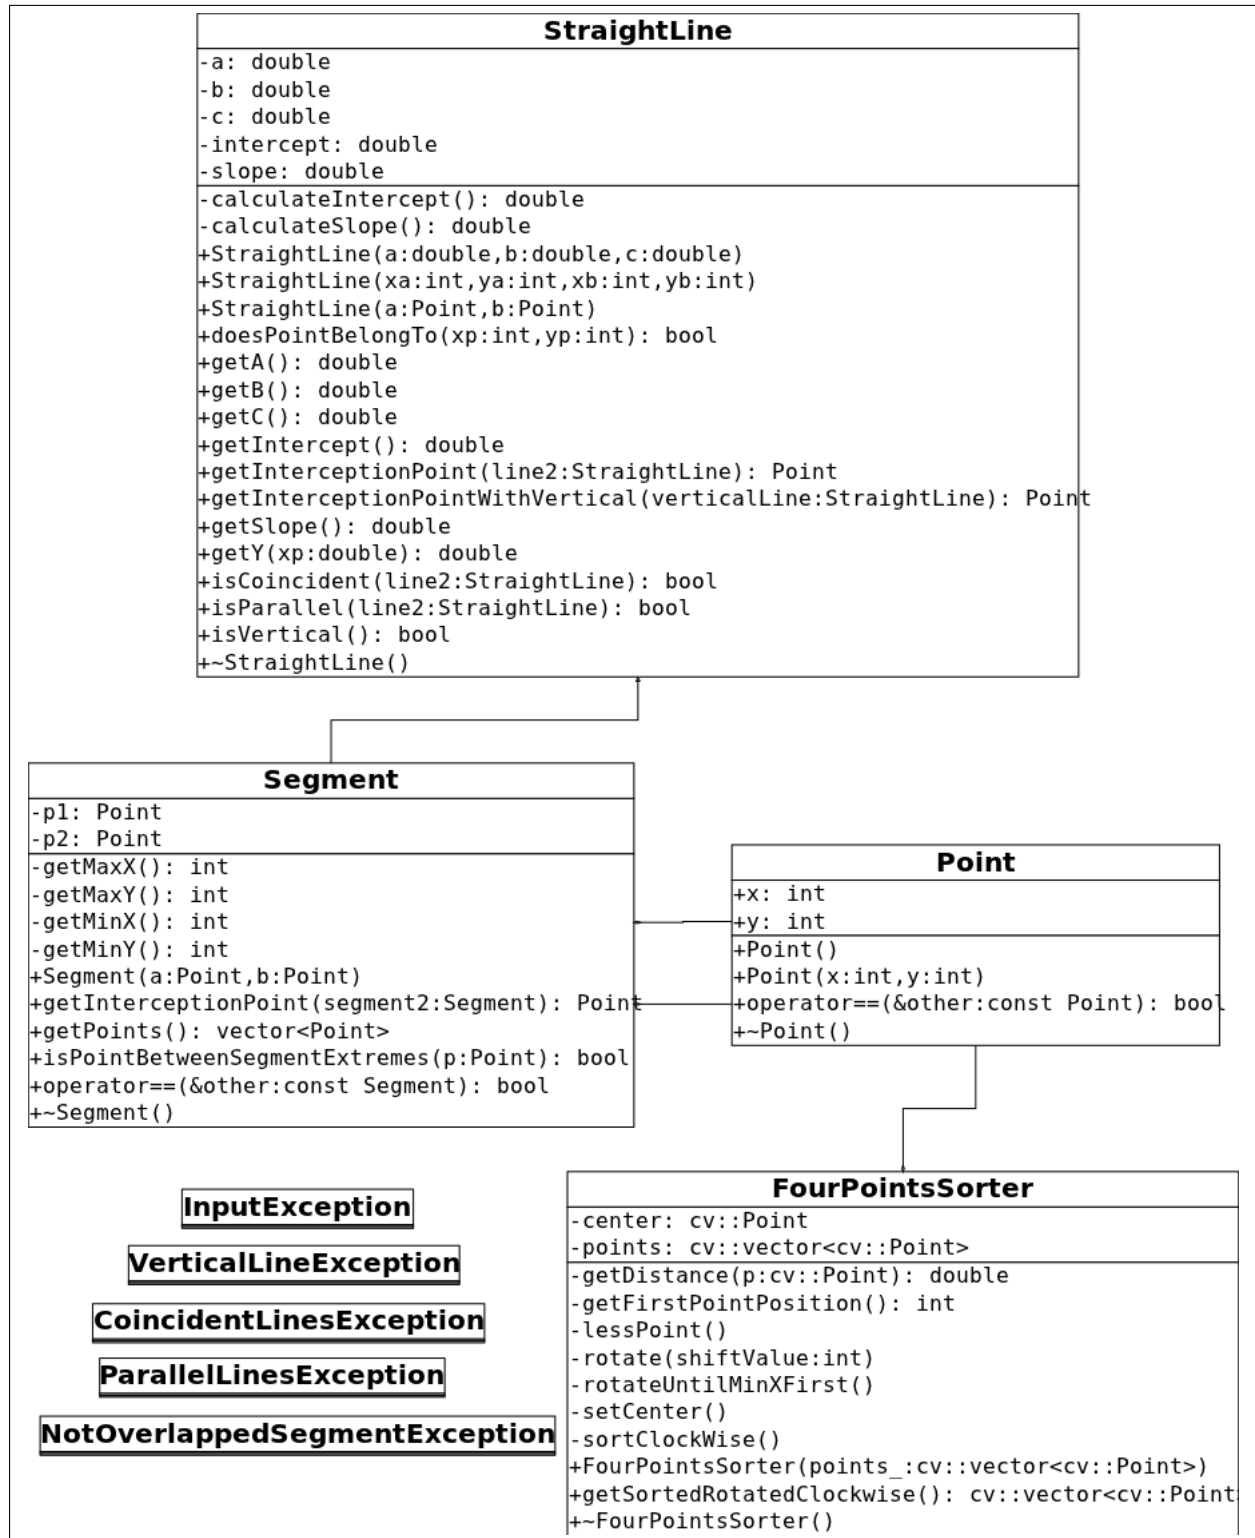 StraightLine
-a: double
-b: double
-c: double
-intercept: double
-slope: double
-calculateIntercept(): double
-calculateSlope(): double
+StraightLine(a:double,b:double,c:double)
+StraightLine(xa:int,ya:int,xb:int,yb:int)
+StraightLine(a:Point,b:Point)
+doesPointBelongTo(xp:int,yp:int): bool
+getA(): double
+getB(): double
+getC(): double
+getIntercept(): double
+getInterceptionPoint(line2:StraightLine): Point
+getInterceptionPointWithVertical(verticalLine:StraightLine): Point
+getSlope(): double
+getY(xp:double): double
+isCoincident(line2:StraightLine): bool
+isParallel(line2:StraightLine): bool
+isVertical(): bool
+~StraightLine()
Segment
-p1: Point
-p2: Point
-getMaxX(): int
-getMaxY(): int
-getMinX(): int
-getMinY(): int
+Segment(a:Point,b:Point)
+getInterceptionPoint(segment2:Segment): Point
+getPoints(): vector<Point>
+isPointBetweenSegmentExtremes(p:Point): bool
+operator==(&other:const Segment): bool
+~Segment()
Point
+x: int
+y: int
+Point()
+Point(x:int,y:int)
+operator==(&other:const Point): bool
+~Point()
InputException
VerticalLineException
CoincidentLinesException
ParallelLinesException
NotOverlappedSegmentException
FourPointsSorter
-center: cv::Point
-points: cv::vector<cv::Point>
-getDistance(p:cv::Point): double
-getFirstPointPosition(): int
-lessPoint()
-rotate(shiftValue:int)
-rotateUntilMinXFirst()
-setCenter()
-sortClockWise()
+FourPointsSorter(points_:cv::vector<cv::Point>)
+getSortedRotatedClockwise(): cv::vector<cv::Point>
+~FourPointsSorter()